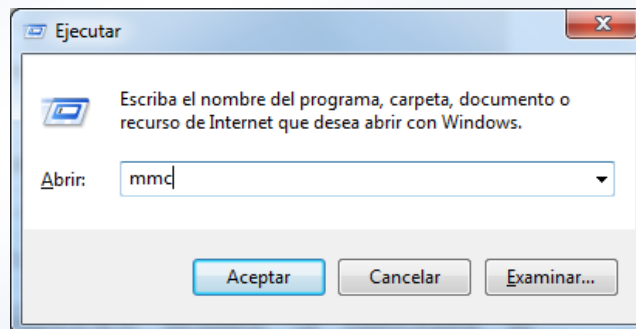 Ejecutar
Escriba el nombre del programa, carpeta, documento o
recurso de Internet que desea abrir con Windows.
Abrir: mmc
Aceptar Cancelar Examinar...